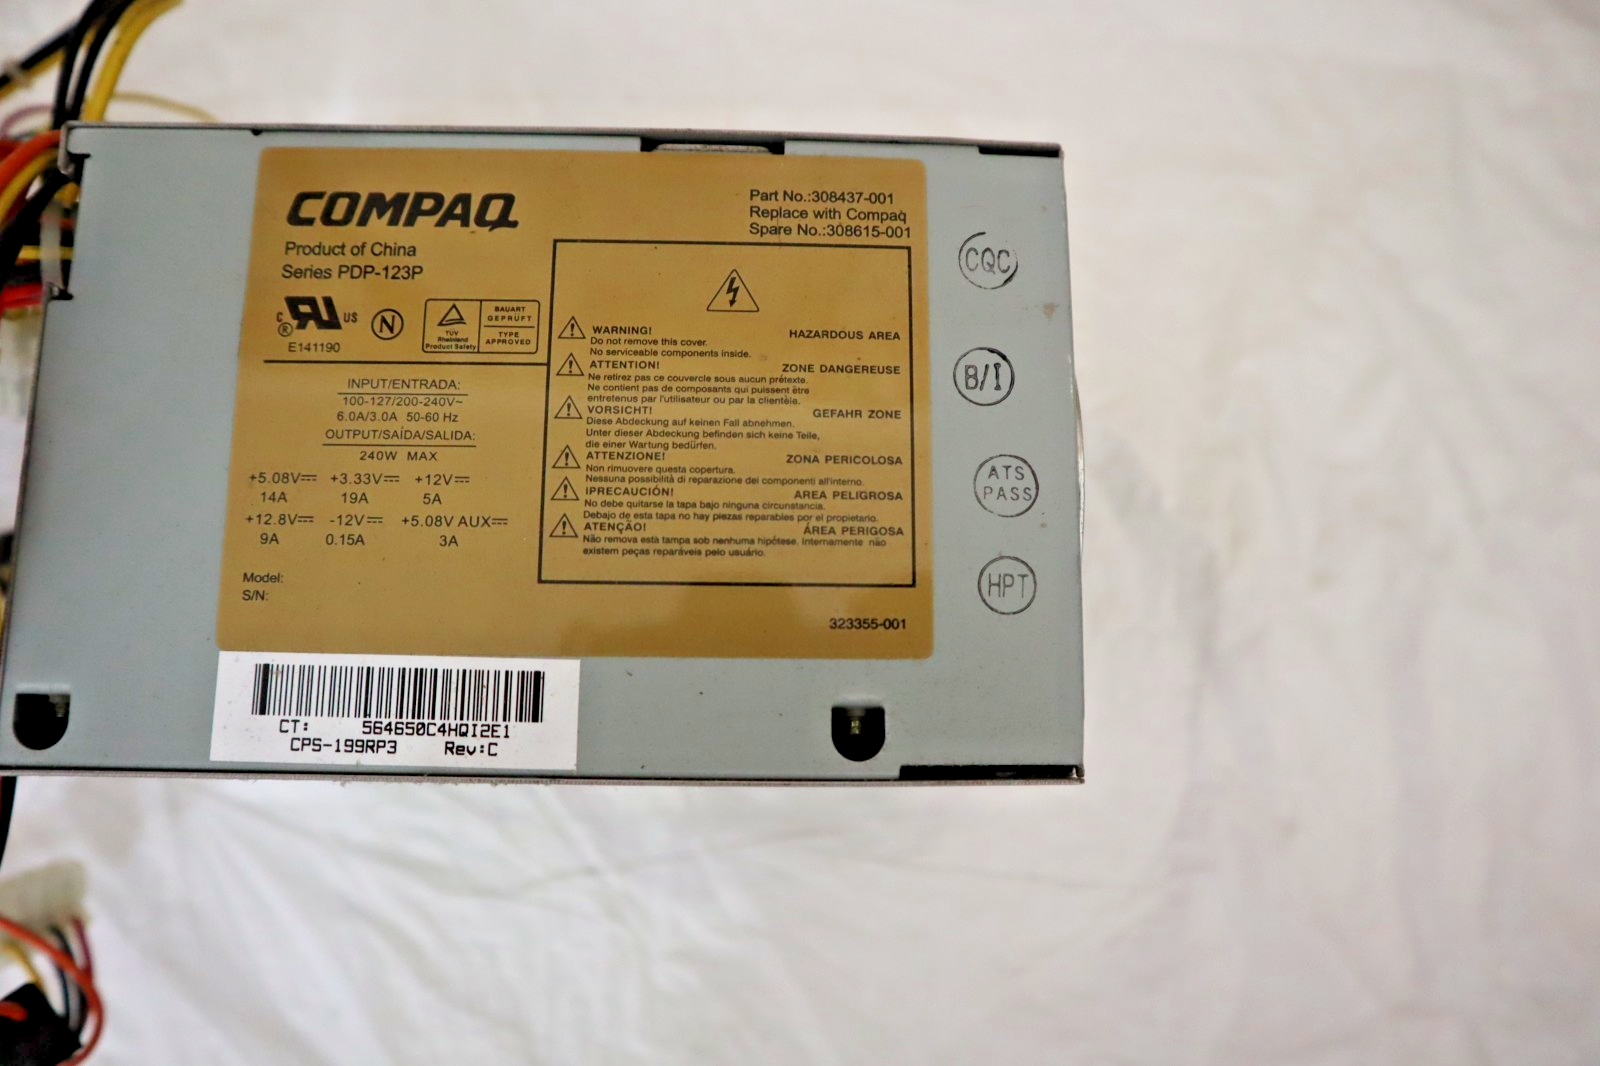 COMPAQ
Product of China
Series PDP-123P
Part No.:308437-001
Replace with Compaq
Spare No.:308615-001
c RU US
®
E141190
N
TÜV
Rheinland
Product Safety
BAUART
GEPRÜFT
TYPE
APPROVED
INPUT/ENTRADA:
100-127/200-240V~
6.0A/3.0A 50-60 Hz
OUTPUT/SAÍDA/SALIDA:
240W MAX
+5.08V⎓ +3.33V⎓ +12V⎓
14A 19A 5A
+12.8V⎓ -12V⎓ +5.08V AUX⎓
9A 0.15A 3A
Model:
S/N:
WARNING! HAZARDOUS AREA
Do not remove this cover.
No serviceable components inside.
ATTENTION! ZONE DANGEREUSE
Ne retirez pas ce couvercle sous aucun prétexte.
Ne contient pas de composants qui puissent être
entretenus par l'utilisateur ou par la clientèle.
VORSICHT! GEFAHR ZONE
Diese Abdeckung auf keinen Fall abnehmen.
Unter dieser Abdeckung befinden sich keine Teile,
die einer Wartung bedürfen.
ATTENZIONE! ZONA PERICOLOSA
Non rimuovere questa copertura.
Nessuna possibilità di reparazione dei componenti all'interno.
¡PRECAUCIÓN! AREA PELIGROSA
No debe quitarse la tapa bajo ninguna circunstancia.
Debajo de esta tapa no hay piezas reparables por el propietario.
ATENÇÃO! ÁREA PERIGOSA
Não remova esta tampa sob nenhuma hipótese. Internamente não
existem peças reparáveis pelo usuário.
323355-001
CQC
B/I
ATS
PASS
HPT
CT: 564650C4HQI2E1
CPS-199RP3 Rev:C